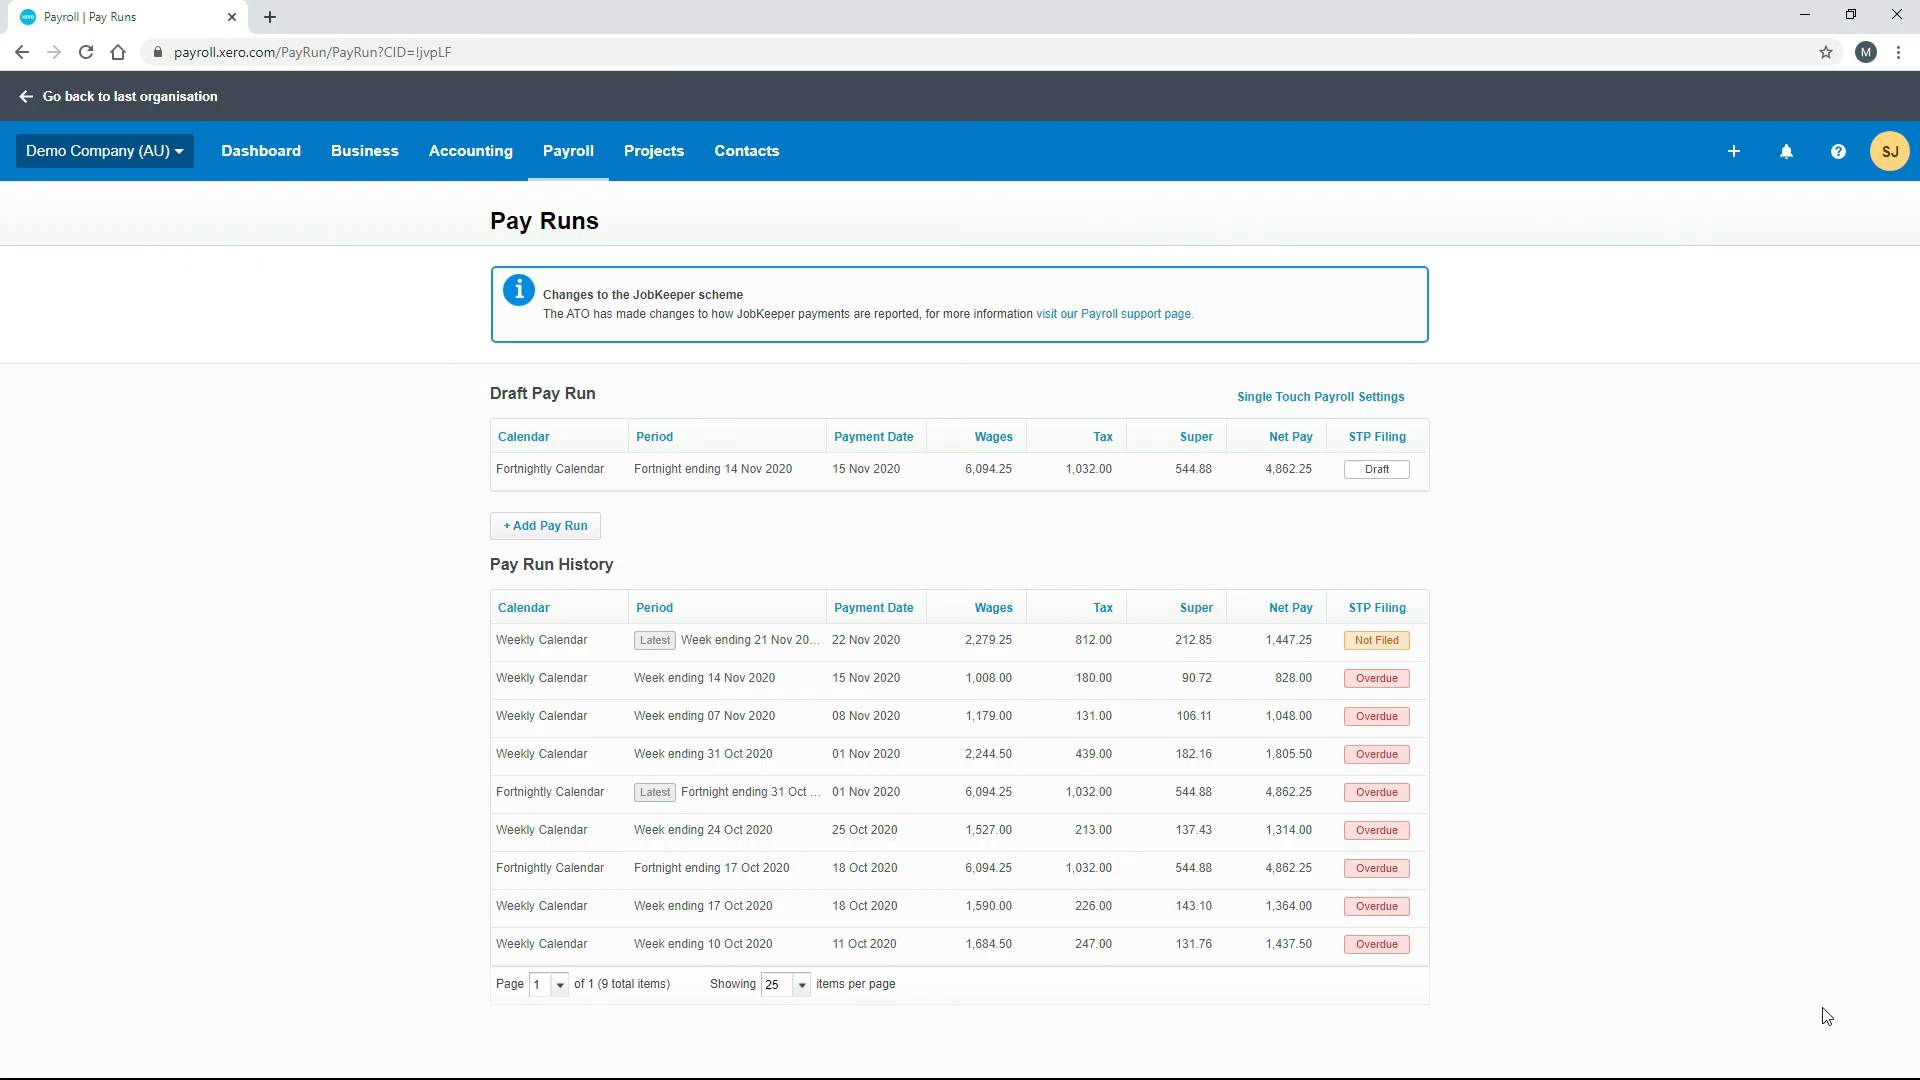 xero Payroll | Pay Runs
payroll.xero.com/PayRun/PayRun?CID=!jvpLF M
Go back to last organisation
Demo Company (AU) Dashboard Business Accounting Payroll Projects Contacts + ? SJ
Pay Runs
i Changes to the JobKeeper scheme
The ATO has made changes to how JobKeeper payments are reported, for more information visit our Payroll support page.
Draft Pay Run Single Touch Payroll Settings
Calendar Period Payment Date Wages Tax Super Net Pay STP Filing
Fortnightly Calendar Fortnight ending 14 Nov 2020 15 Nov 2020 6,094.25 1,032.00 544.88 4,862.25 Draft
+ Add Pay Run
Pay Run History
Calendar Period Payment Date Wages Tax Super Net Pay STP Filing
Weekly Calendar Latest Week ending 21 Nov 20... 22 Nov 2020 2,279.25 812.00 212.85 1,447.25 Not Filed
Weekly Calendar Week ending 14 Nov 2020 15 Nov 2020 1,008.00 180.00 90.72 828.00 Overdue
Weekly Calendar Week ending 07 Nov 2020 08 Nov 2020 1,179.00 131.00 106.11 1,048.00 Overdue
Weekly Calendar Week ending 31 Oct 2020 01 Nov 2020 2,244.50 439.00 182.16 1,805.50 Overdue
Fortnightly Calendar Latest Fortnight ending 31 Oct ... 01 Nov 2020 6,094.25 1,032.00 544.88 4,862.25 Overdue
Weekly Calendar Week ending 24 Oct 2020 25 Oct 2020 1,527.00 213.00 137.43 1,314.00 Overdue
Fortnightly Calendar Fortnight ending 17 Oct 2020 18 Oct 2020 6,094.25 1,032.00 544.88 4,862.25 Overdue
Weekly Calendar Week ending 17 Oct 2020 18 Oct 2020 1,590.00 226.00 143.10 1,364.00 Overdue
Weekly Calendar Week ending 10 Oct 2020 11 Oct 2020 1,684.50 247.00 131.76 1,437.50 Overdue
Page 1 of 1 (9 total items) Showing 25 items per page